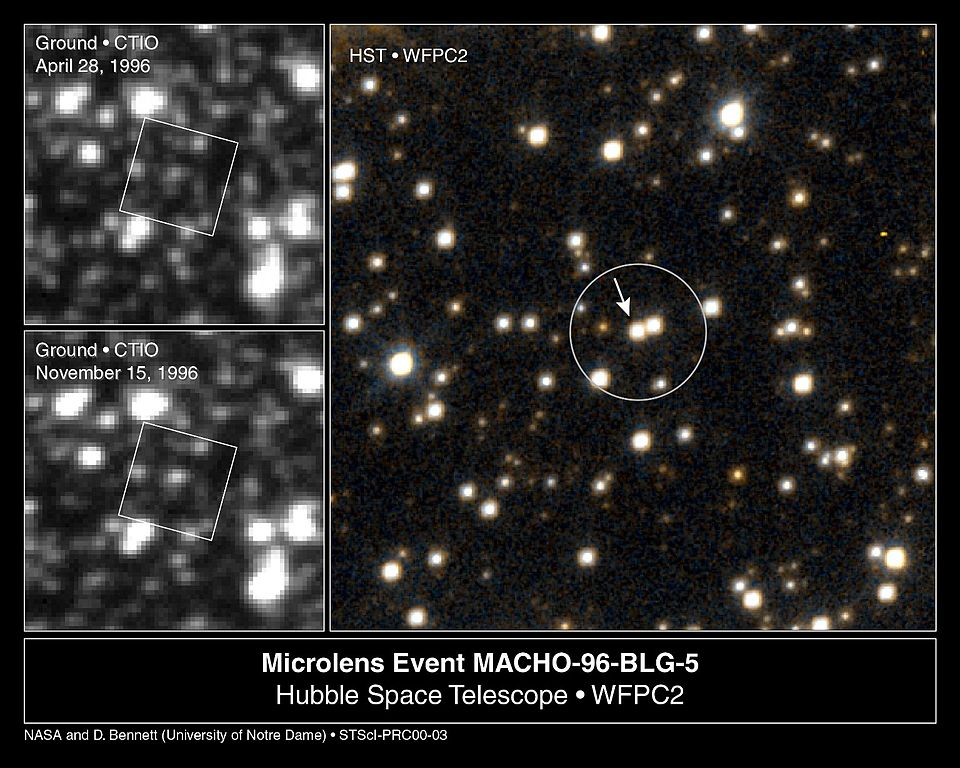 Ground • CTIO
April 28, 1996
Ground • CTIO
November 15, 1996
HST • WFPC2
Microlens Event MACHO-96-BLG-5
Hubble Space Telescope • WFPC2
NASA and D. Bennett (University of Notre Dame) • STScI-PRC00-03